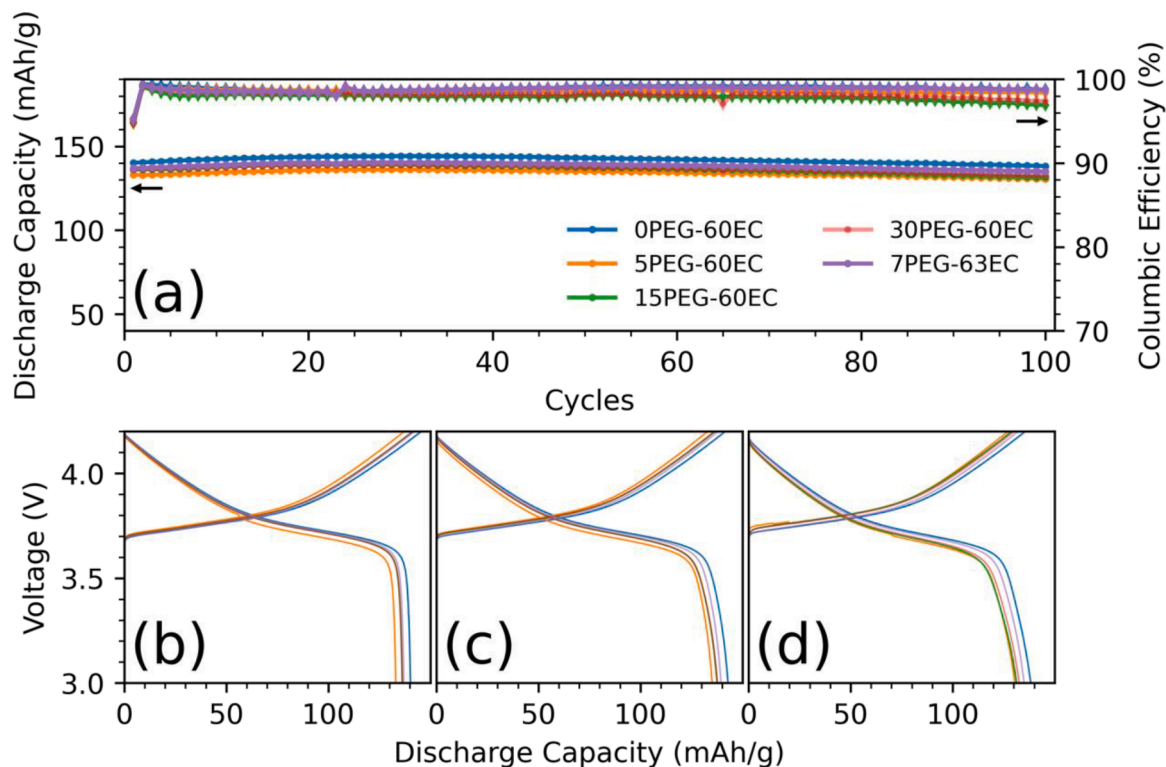 Discharge Capacity (mAh/g)
150
100
50
(a)
0PEG-60EC
5PEG-60EC
15PEG-60EC
30PEG-60EC
7PEG-63EC
100
90
80
70
Columbic Efficiency (%)
0 20 40 60 80 100
Cycles
Voltage (V)
4.0
3.5
3.0
(b) (c) (d)
0 50 100 0 50 100 0 50 100
Discharge Capacity (mAh/g)